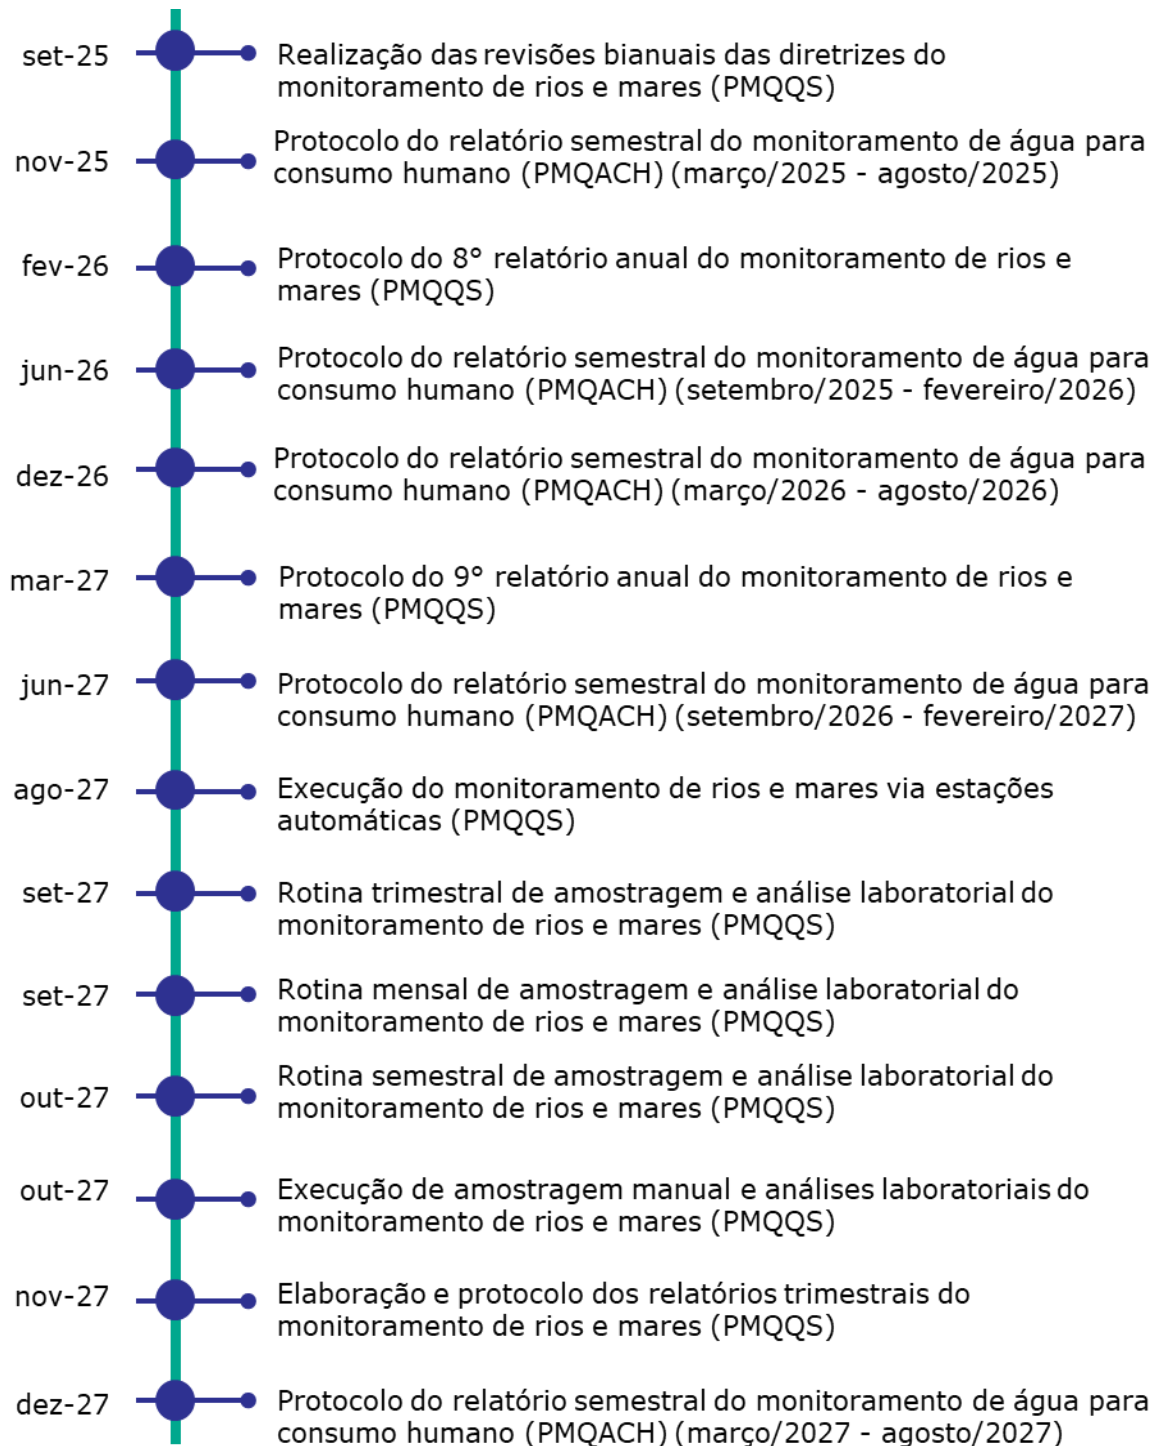 set-25
Realização das revisões bianuais das diretrizes do
monitoramento de rios e mares (PMQQS)
nov-25
Protocolo do relatório semestral do monitoramento de água para
consumo humano (PMQACH) (março/2025 - agosto/2025)
fev-26
Protocolo do 8° relatório anual do monitoramento de rios e
mares (PMQQS)
jun-26
Protocolo do relatório semestral do monitoramento de água para
consumo humano (PMQACH) (setembro/2025 - fevereiro/2026)
dez-26
Protocolo do relatório semestral do monitoramento de água para
consumo humano (PMQACH) (março/2026 - agosto/2026)
mar-27
Protocolo do 9° relatório anual do monitoramento de rios e
mares (PMQQS)
jun-27
Protocolo do relatório semestral do monitoramento de água para
consumo humano (PMQACH) (setembro/2026 - fevereiro/2027)
ago-27
Execução do monitoramento de rios e mares via estações
automáticas (PMQQS)
set-27
Rotina trimestral de amostragem e análise laboratorial do
monitoramento de rios e mares (PMQQS)
set-27
Rotina mensal de amostragem e análise laboratorial do
monitoramento de rios e mares (PMQQS)
out-27
Rotina semestral de amostragem e análise laboratorial do
monitoramento de rios e mares (PMQQS)
out-27
Execução de amostragem manual e análises laboratoriais do
monitoramento de rios e mares (PMQQS)
nov-27
Elaboração e protocolo dos relatórios trimestrais do
monitoramento de rios e mares (PMQQS)
dez-27
Protocolo do relatório semestral do monitoramento de água para
consumo humano (PMQACH) (março/2027 - agosto/2027)